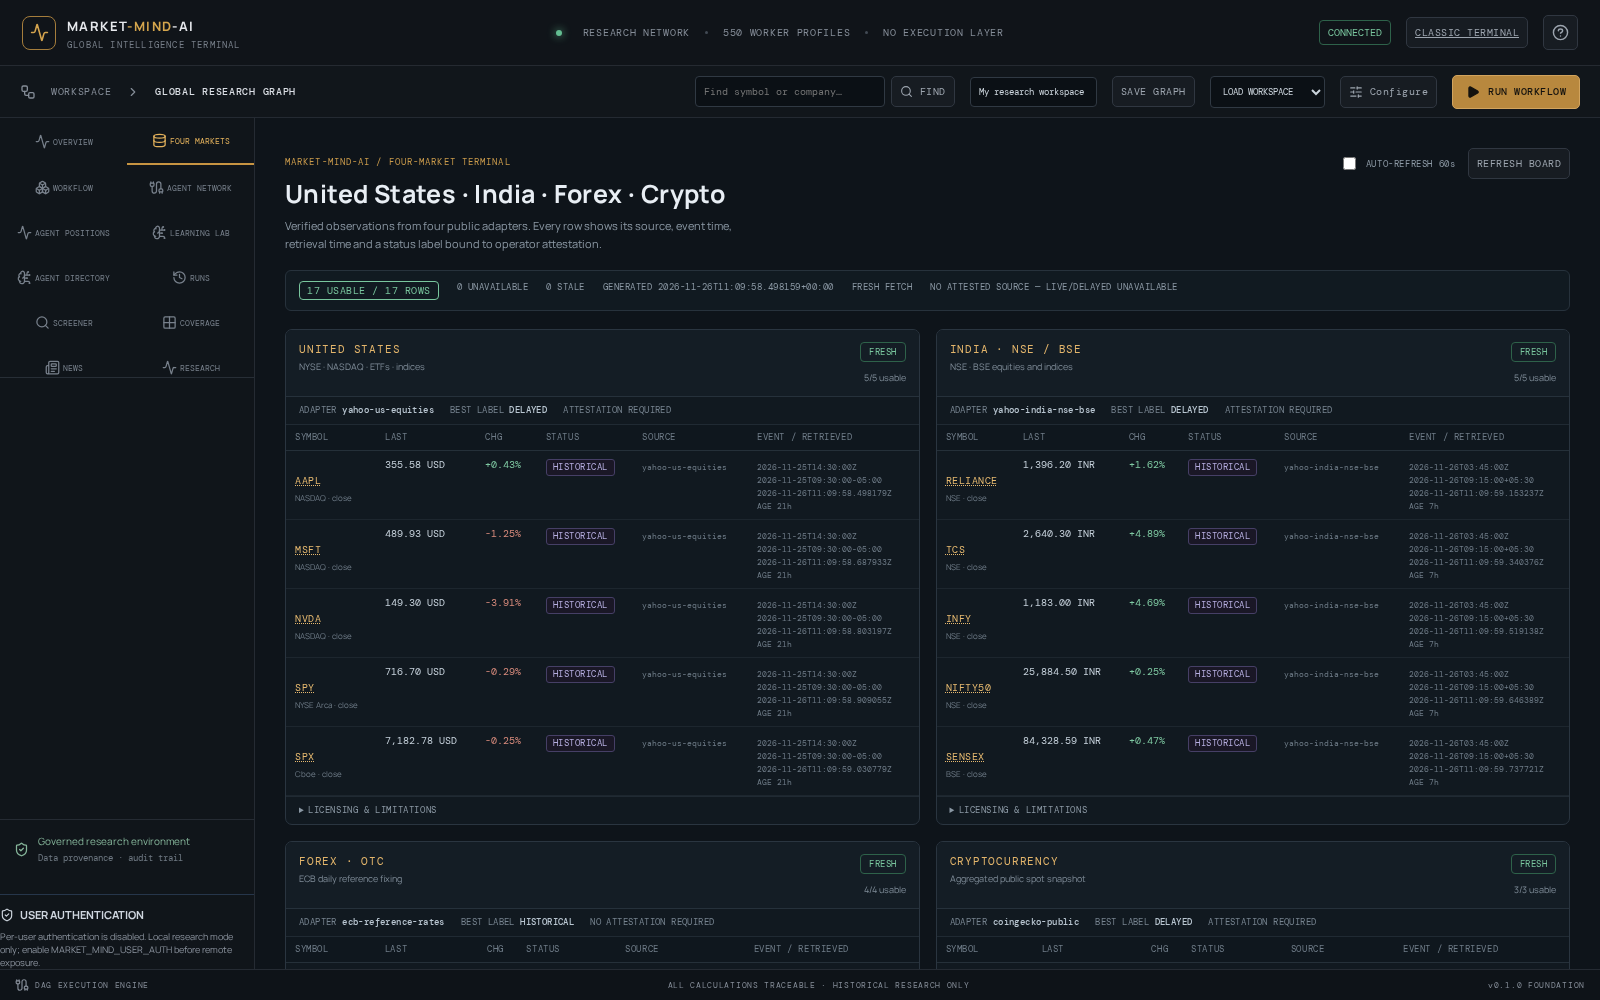 MARKET-MIND-AI
GLOBAL INTELLIGENCE TERMINAL
RESEARCH NETWORK • 550 WORKER PROFILES • NO EXECUTION LAYER
CONNECTED
CLASSIC TERMINAL
WORKSPACE > GLOBAL RESEARCH GRAPH
Find symbol or company…
FIND
My research workspace
SAVE GRAPH
LOAD WORKSPACE
Configure
RUN WORKFLOW
OVERVIEW
FOUR MARKETS
WORKFLOW
AGENT NETWORK
AGENT POSITIONS
LEARNING LAB
AGENT DIRECTORY
RUNS
SCREENER
COVERAGE
NEWS
RESEARCH
Governed research environment
Data provenance · audit trail
USER AUTHENTICATION
Per-user authentication is disabled. Local research mode
only; enable MARKET_MIND_USER_AUTH before remote
exposure.
MARKET-MIND-AI / FOUR-MARKET TERMINAL
United States · India · Forex · Crypto
Verified observations from four public adapters. Every row shows its source, event time,
retrieval time and a status label bound to operator attestation.
AUTO-REFRESH 60s
REFRESH BOARD
17 USABLE / 17 ROWS
0 UNAVAILABLE
0 STALE
GENERATED 2026-11-26T11:09:58.498159+00:00
FRESH FETCH
NO ATTESTED SOURCE — LIVE/DELAYED UNAVAILABLE
UNITED STATES
NYSE · NASDAQ · ETFs · indices
FRESH
5/5 usable
ADAPTER yahoo-us-equities BEST LABEL DELAYED ATTESTATION REQUIRED
SYMBOL LAST CHG STATUS SOURCE EVENT / RETRIEVED
AAPL
NASDAQ · close
355.58 USD +0.43% HISTORICAL yahoo-us-equities
2026-11-25T14:30:00Z
2026-11-25T09:30:00-05:00
2026-11-26T11:09:58.498179Z
AGE 21h
MSFT
NASDAQ · close
489.93 USD -1.25% HISTORICAL yahoo-us-equities
2026-11-25T14:30:00Z
2026-11-25T09:30:00-05:00
2026-11-26T11:09:58.687933Z
AGE 21h
NVDA
NASDAQ · close
149.30 USD -3.91% HISTORICAL yahoo-us-equities
2026-11-25T14:30:00Z
2026-11-25T09:30:00-05:00
2026-11-26T11:09:58.803197Z
AGE 21h
SPY
NYSE Arca · close
716.70 USD -0.29% HISTORICAL yahoo-us-equities
2026-11-25T14:30:00Z
2026-11-25T09:30:00-05:00
2026-11-26T11:09:58.909055Z
AGE 21h
SPX
Cboe · close
7,182.78 USD -0.25% HISTORICAL yahoo-us-equities
2026-11-25T14:30:00Z
2026-11-25T09:30:00-05:00
2026-11-26T11:09:59.030779Z
AGE 21h
▸ LICENSING & LIMITATIONS
INDIA · NSE / BSE
NSE · BSE equities and indices
FRESH
5/5 usable
ADAPTER yahoo-india-nse-bse BEST LABEL DELAYED ATTESTATION REQUIRED
SYMBOL LAST CHG STATUS SOURCE EVENT / RETRIEVED
RELIANCE
NSE · close
1,396.20 INR +1.62% HISTORICAL yahoo-india-nse-bse
2026-11-26T03:45:00Z
2026-11-26T09:15:00+05:30
2026-11-26T11:09:59.153237Z
AGE 7h
TCS
NSE · close
2,640.30 INR +4.89% HISTORICAL yahoo-india-nse-bse
2026-11-26T03:45:00Z
2026-11-26T09:15:00+05:30
2026-11-26T11:09:59.340376Z
AGE 7h
INFY
NSE · close
1,183.00 INR +4.69% HISTORICAL yahoo-india-nse-bse
2026-11-26T03:45:00Z
2026-11-26T09:15:00+05:30
2026-11-26T11:09:59.519138Z
AGE 7h
NIFTY50
NSE · close
25,884.50 INR +0.25% HISTORICAL yahoo-india-nse-bse
2026-11-26T03:45:00Z
2026-11-26T09:15:00+05:30
2026-11-26T11:09:59.646389Z
AGE 7h
SENSEX
BSE · close
84,328.59 INR +0.47% HISTORICAL yahoo-india-nse-bse
2026-11-26T03:45:00Z
2026-11-26T09:15:00+05:30
2026-11-26T11:09:59.737721Z
AGE 7h
▸ LICENSING & LIMITATIONS
FOREX · OTC
ECB daily reference fixing
FRESH
4/4 usable
ADAPTER ecb-reference-rates BEST LABEL HISTORICAL NO ATTESTATION REQUIRED
SYMBOL LAST CHG STATUS SOURCE EVENT / RETRIEVED
CRYPTOCURRENCY
Aggregated public spot snapshot
FRESH
3/3 usable
ADAPTER coingecko-public BEST LABEL DELAYED ATTESTATION REQUIRED
SYMBOL LAST CHG STATUS SOURCE EVENT / RETRIEVED
DAG EXECUTION ENGINE
ALL CALCULATIONS TRACEABLE · HISTORICAL RESEARCH ONLY
v0.1.0 FOUNDATION